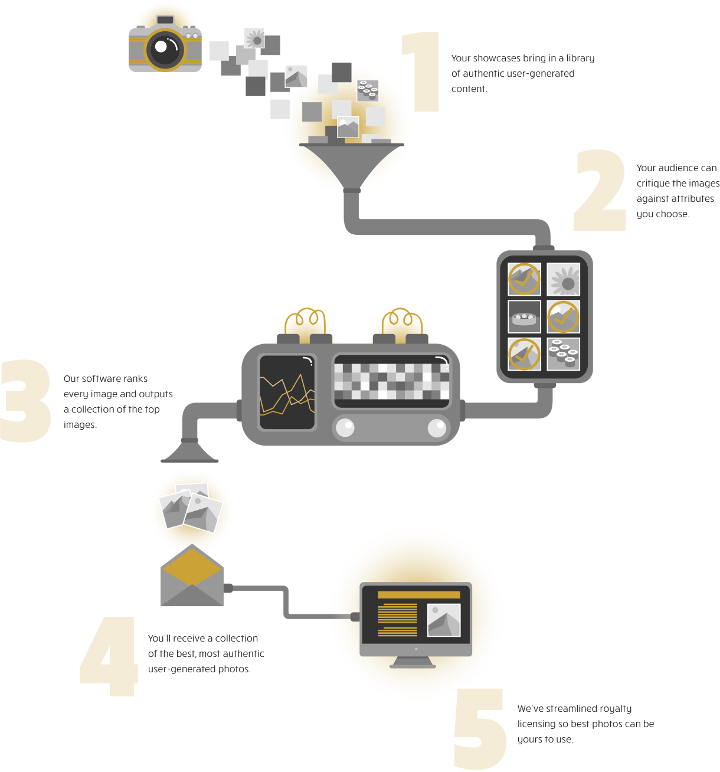 1
Your showcases bring in a library
of authentic user-generated
content.
2
Your audience can
critique the images
against attributes
you choose.
3
Our software ranks
every image and outputs
a collection of the top
images.
4
You'll receive a collection
of the best, most authentic
user-generated photos.
5
We've streamlined royalty
licensing so best photos can be
yours to use.